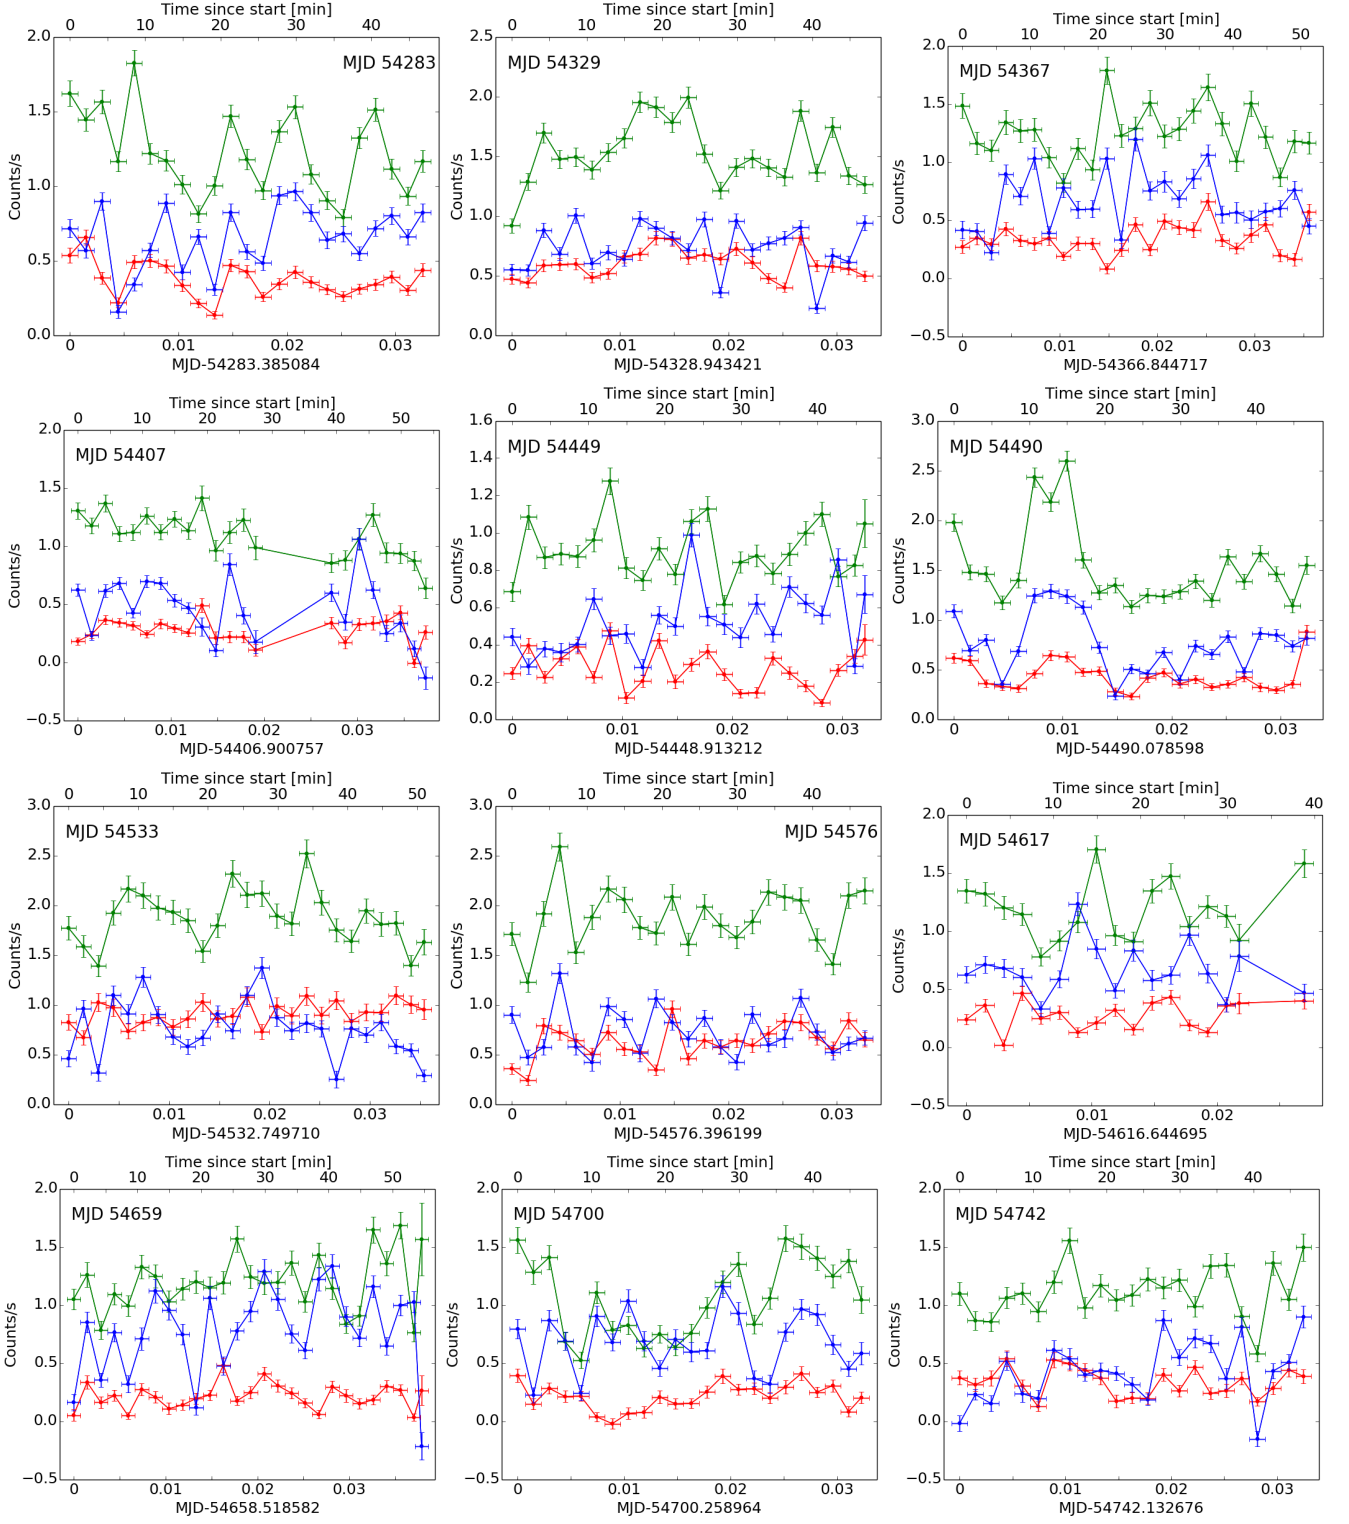 Time since start [min]
0 10 20 30 40
2.0
1.5
1.0
0.5
0.0
Counts/s
MJD 54283
0 0.01 0.02 0.03
MJD-54283.385084
Time since start [min]
0 10 20 30 40
2.5
2.0
1.5
1.0
0.5
0.0
Counts/s
MJD 54329
0 0.01 0.02 0.03
MJD-54328.943421
Time since start [min]
0 10 20 30 40 50
2.0
1.5
1.0
0.5
0.0
−0.5
Counts/s
MJD 54367
0 0.01 0.02 0.03
MJD-54366.844717
Time since start [min]
0 10 20 30 40 50
2.0
1.5
1.0
0.5
0.0
−0.5
Counts/s
MJD 54407
0 0.01 0.02 0.03
MJD-54406.900757
Time since start [min]
0 10 20 30 40
1.6
1.4
1.2
1.0
0.8
0.6
0.4
0.2
0.0
Counts/s
MJD 54449
0 0.01 0.02 0.03
MJD-54448.913212
Time since start [min]
0 10 20 30 40
3.0
2.5
2.0
1.5
1.0
0.5
0.0
Counts/s
MJD 54490
0 0.01 0.02 0.03
MJD-54490.078598
Time since start [min]
0 10 20 30 40 50
3.0
2.5
2.0
1.5
1.0
0.5
0.0
Counts/s
MJD 54533
0 0.01 0.02 0.03
MJD-54532.749710
Time since start [min]
0 10 20 30 40
3.0
2.5
2.0
1.5
1.0
0.5
0.0
Counts/s
MJD 54576
0 0.01 0.02 0.03
MJD-54576.396199
Time since start [min]
0 10 20 30 40
2.0
1.5
1.0
0.5
0.0
−0.5
Counts/s
MJD 54617
0 0.01 0.02
MJD-54616.644695
Time since start [min]
0 10 20 30 40 50
2.0
1.5
1.0
0.5
0.0
−0.5
Counts/s
MJD 54659
0 0.01 0.02 0.03
MJD-54658.518582
Time since start [min]
0 10 20 30 40
2.0
1.5
1.0
0.5
0.0
−0.5
Counts/s
MJD 54700
0 0.01 0.02 0.03
MJD-54700.258964
Time since start [min]
0 10 20 30 40
2.0
1.5
1.0
0.5
0.0
−0.5
Counts/s
MJD 54742
0 0.01 0.02 0.03
MJD-54742.132676